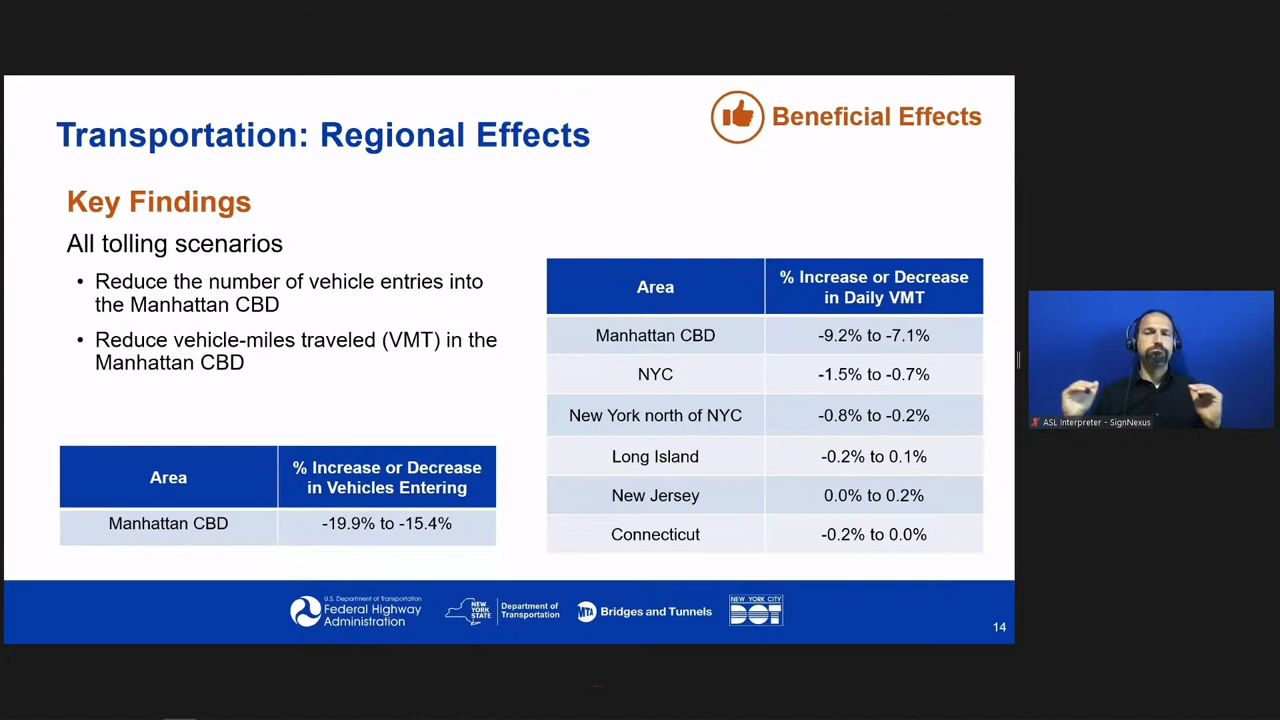 Beneficial Effects
Transportation: Regional Effects
Key Findings
All tolling scenarios
• Reduce the number of vehicle entries into
the Manhattan CBD
• Reduce vehicle-miles traveled (VMT) in the
Manhattan CBD
Area % Increase or Decrease
in Vehicles Entering
Manhattan CBD -19.9% to -15.4%
Area % Increase or Decrease
in Daily VMT
Manhattan CBD -9.2% to -7.1%
NYC -1.5% to -0.7%
New York north of NYC -0.8% to -0.2%
Long Island -0.2% to 0.1%
New Jersey 0.0% to 0.2%
Connecticut -0.2% to 0.0%
U.S. Department of Transportation
Federal Highway
Administration
NEW
YORK
STATE
Department of
Transportation
MTA Bridges and Tunnels
NEW YORK CITY
DOT
14
ASL Interpreter - SignNexus